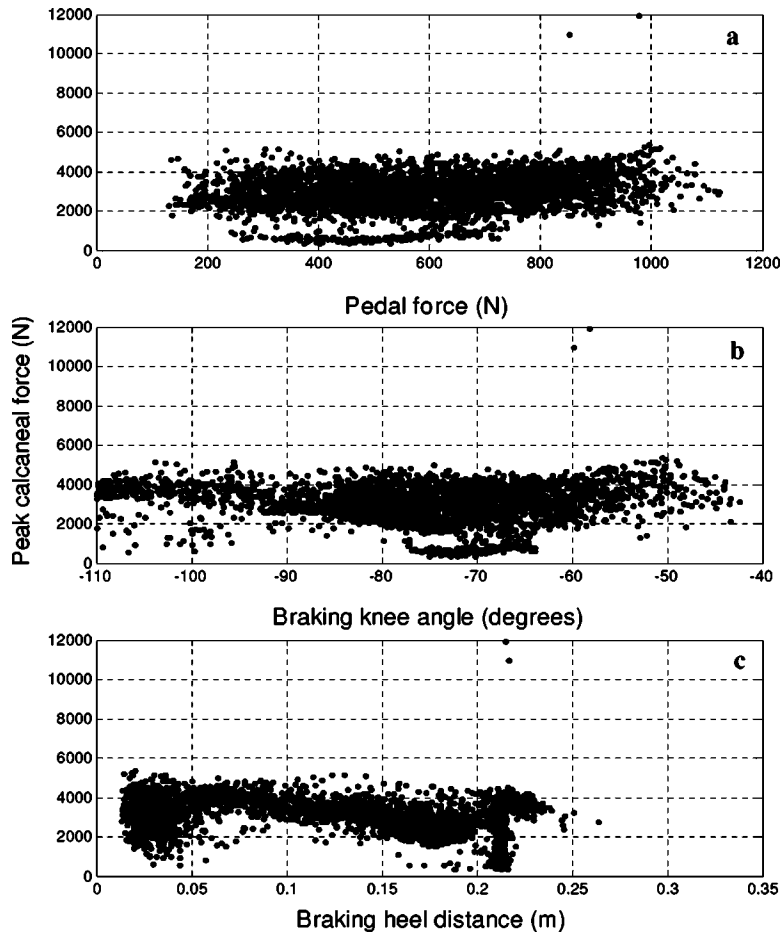 12000
10000
8000
6000
4000
2000
0
a
0 200 400 600 800 1000 1200
Pedal force (N)
Peak calcaneal force (N)
12000
10000
8000
6000
4000
2000
0
b
-110 -100 -90 -80 -70 -60 -50 -40
Braking knee angle (degrees)
12000
10000
8000
6000
4000
2000
0
c
0 0.05 0.1 0.15 0.2 0.25 0.3 0.35
Braking heel distance (m)